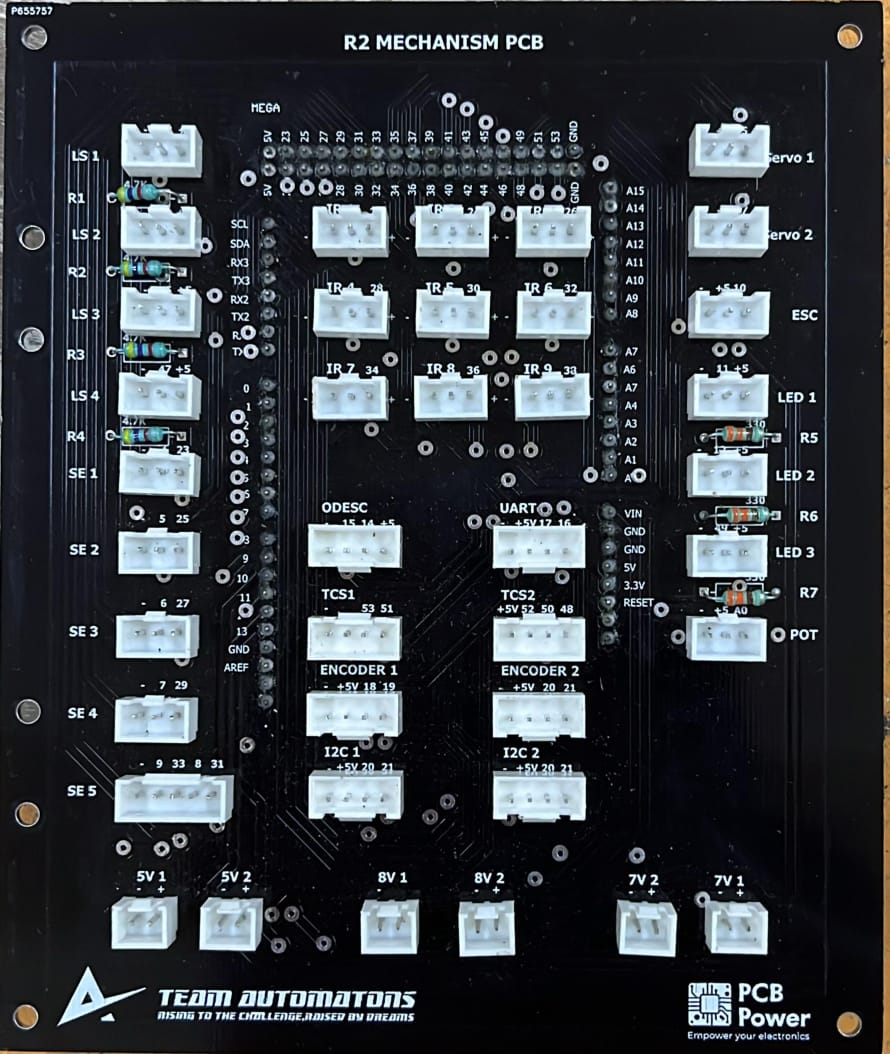 P655757
R2 MECHANISM PCB
MEGA
5V 23 25 27 29 31 33 35 37 39 41 43 45 49 51 53 GND
5V 28 30 32 34 36 38 40 42 44 46 48 GND
LS 1
Servo 1
4.7K
R1
A15
A14
LS 2
SCL
A13
Servo 2
SDA
A12
R2
RX3
A11
TX3
A10
RX2
A9
LS 3
+5
TX2
IR 4 28
IR 5 30
IR 6 32
A8
- +5 10
ESC
4.7K
R3
TX
A7
A6
- 47 +5
IR 7 34
IR 8 36
IR 9 33
- 11 +5
LS 4
0
A7
LED 1
1
A4
4.7K
2
A3
330
R4
3
A2
R5
23
4
A1
SE 1
5
LED 2
6
ODESC
UART
VIN
330
5 25
7
- 15 14 +5
+5V 17 16
GND
R6
SE 2
GND
LED 3
9
5V
10
3.3V
R7
- 6 27
11
TCS1
TCS2
RESET
53 51
+5V 52 50 48
- +5 A0
SE 3
13
POT
GND
AREF
ENCODER 1
ENCODER 2
- 7 29
- +5V 18 19
- +5V 20 21
SE 4
I2C 1
I2C 2
- 9 33 8 31
- +5V 20 21
- +5V 20 21
SE 5
5V 1
5V 2
8V 1
8V 2
7V 2
7V 1
- +
TEAM AUTOMATONS
RISING TO THE CHALLENGE,RAISED BY DREAMS
PCB
Power
Empower your electronics